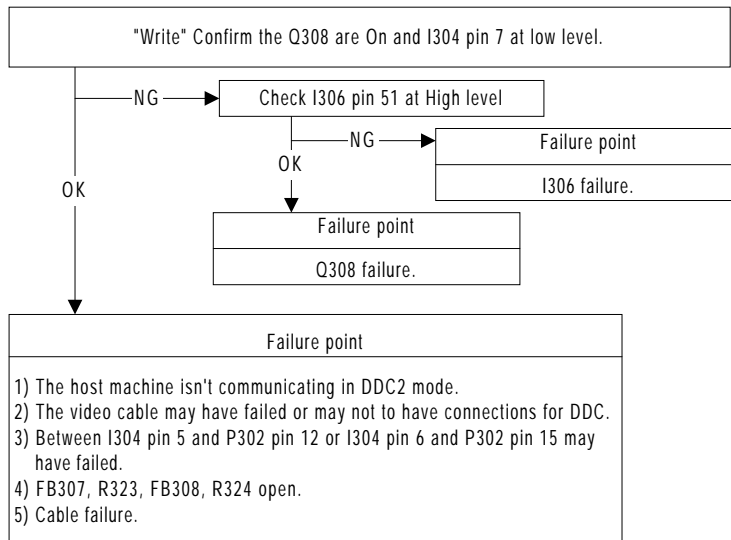 "Write" Confirm the Q308 are On and I304 pin 7 at low level.
NG
Check I306 pin 51 at High level
NG
Failure point
I306 failure.
OK
OK
Failure point
Q308 failure.
Failure point
1) The host machine isn't communicating in DDC2 mode.
2) The video cable may have failed or may not to have connections for DDC.
3) Between I304 pin 5 and P302 pin 12 or I304 pin 6 and P302 pin 15 may
have failed.
4) FB307, R323, FB308, R324 open.
5) Cable failure.